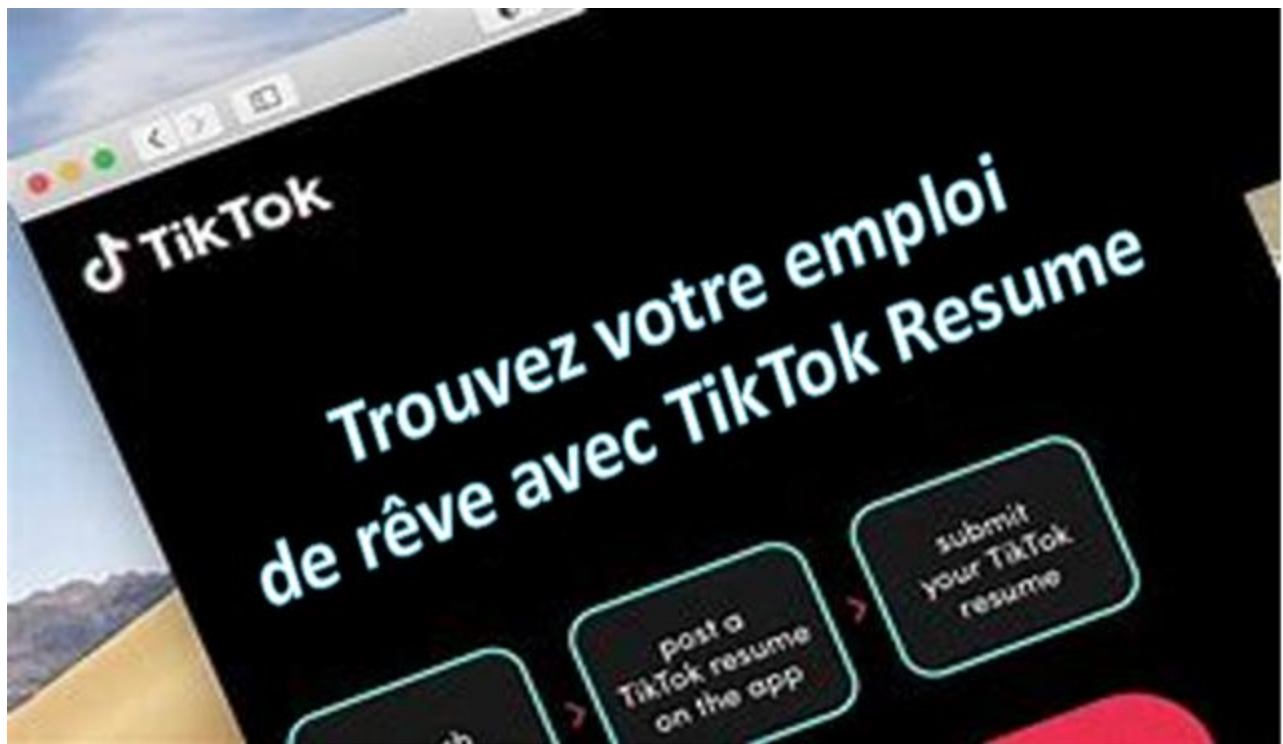 TikTok
Trouvez votre emploi
de rêve avec TikTok Resume
submit
your TikTok
resume
post a
TikTok resume
on the app